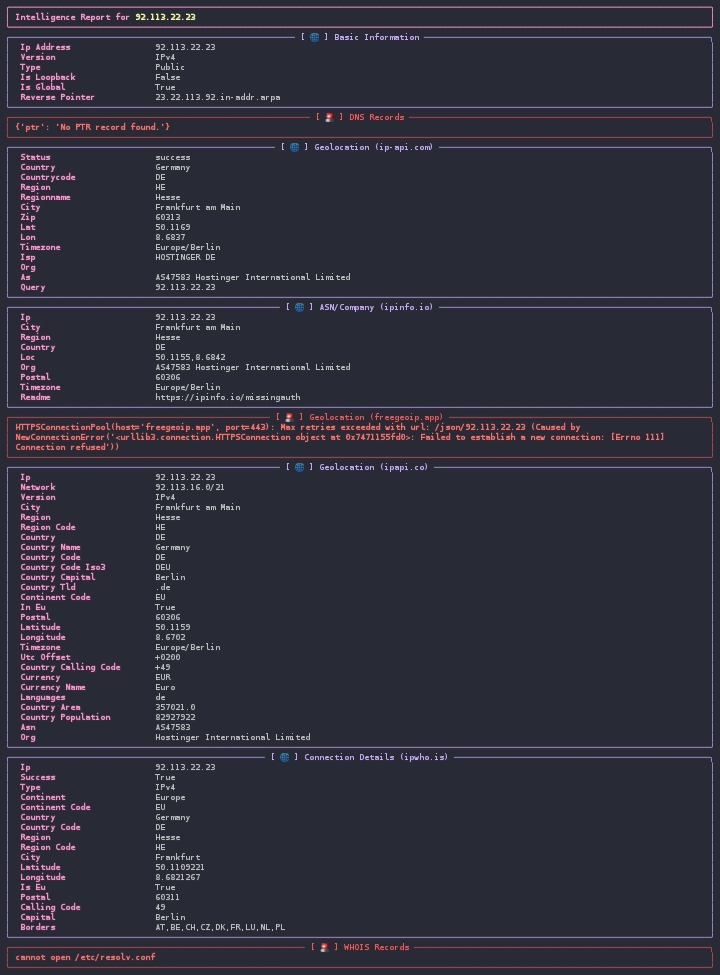 Intelligence Report for 92.113.22.23
[ 🌐 ] Basic Information
Ip Address 92.113.22.23
Version IPv4
Type Public
Is Loopback False
Is Global True
Reverse Pointer 23.22.113.92.in-addr.arpa
[ 🚨 ] DNS Records
{'ptr': 'No PTR record found.'}
[ 🌐 ] Geolocation (ip-api.com)
Status success
Country Germany
Countrycode DE
Region HE
Regionname Hesse
City Frankfurt am Main
Zip 60313
Lat 50.1169
Lon 8.6837
Timezone Europe/Berlin
Isp HOSTINGER DE
Org
As AS47583 Hostinger International Limited
Query 92.113.22.23
[ 🌐 ] ASN/Company (ipinfo.io)
Ip 92.113.22.23
City Frankfurt am Main
Region Hesse
Country DE
Loc 50.1155,8.6842
Org AS47583 Hostinger International Limited
Postal 60306
Timezone Europe/Berlin
Readme https://ipinfo.io/missingauth
[ 🚨 ] Geolocation (freegeoip.app)
HTTPSConnectionPool(host='freegeoip.app', port=443): Max retries exceeded with url: /json/92.113.22.23 (Caused by
NewConnectionError('<urllib3.connection.HTTPSConnection object at 0x7471155fd0>: Failed to establish a new connection: [Errno 111]
Connection refused'))
[ 🌐 ] Geolocation (ipapi.co)
Ip 92.113.22.23
Network 92.113.16.0/21
Version IPv4
City Frankfurt am Main
Region Hesse
Region Code HE
Country DE
Country Name Germany
Country Code DE
Country Code Iso3 DEU
Country Capital Berlin
Country Tld .de
Continent Code EU
In Eu True
Postal 60306
Latitude 50.1159
Longitude 8.6702
Timezone Europe/Berlin
Utc Offset +0200
Country Calling Code +49
Currency EUR
Currency Name Euro
Languages de
Country Area 357021.0
Country Population 82927922
Asn AS47583
Org Hostinger International Limited
[ 🌐 ] Connection Details (ipwho.is)
Ip 92.113.22.23
Success True
Type IPv4
Continent Europe
Continent Code EU
Country Germany
Country Code DE
Region Hesse
Region Code HE
City Frankfurt
Latitude 50.1109221
Longitude 8.6821267
Is Eu True
Postal 60311
Calling Code 49
Capital Berlin
Borders AT,BE,CH,CZ,DK,FR,LU,NL,PL
[ 🚨 ] WHOIS Records
cannot open /etc/resolv.conf